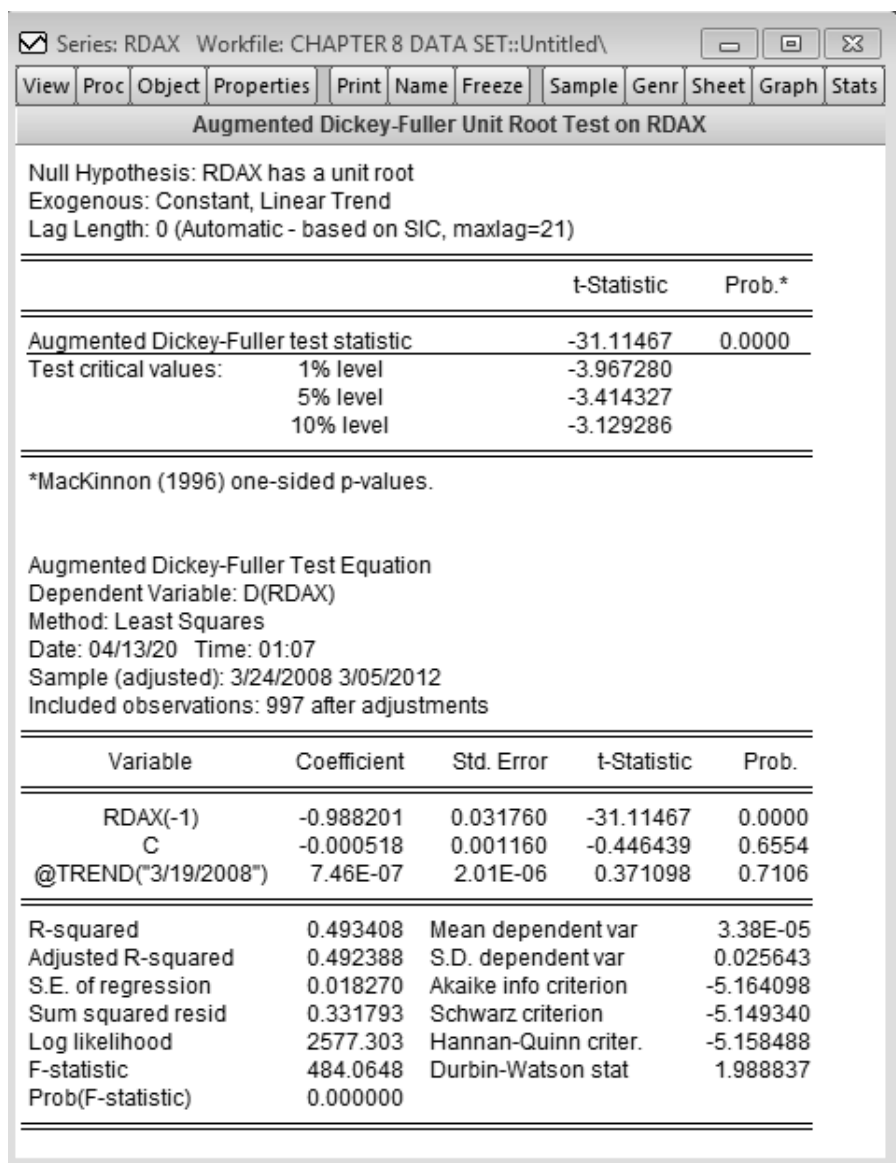 Series: RDAX Workfile: CHAPTER 8 DATA SET::Untitled\
View Proc Object Properties Print Name Freeze Sample Genr Sheet Graph Stats
Augmented Dickey-Fuller Unit Root Test on RDAX
Null Hypothesis: RDAX has a unit root
Exogenous: Constant, Linear Trend
Lag Length: 0 (Automatic - based on SIC, maxlag=21)
t-Statistic Prob.*
Augmented Dickey-Fuller test statistic -31.11467 0.0000
Test critical values: 1% level -3.967280
5% level -3.414327
10% level -3.129286
*MacKinnon (1996) one-sided p-values.
Augmented Dickey-Fuller Test Equation
Dependent Variable: D(RDAX)
Method: Least Squares
Date: 04/13/20 Time: 01:07
Sample (adjusted): 3/24/2008 3/05/2012
Included observations: 997 after adjustments
Variable Coefficient Std. Error t-Statistic Prob.
RDAX(-1) -0.988201 0.031760 -31.11467 0.0000
C -0.000518 0.001160 -0.446439 0.6554
@TREND("3/19/2008") 7.46E-07 2.01E-06 0.371098 0.7106
R-squared 0.493408 Mean dependent var 3.38E-05
Adjusted R-squared 0.492388 S.D. dependent var 0.025643
S.E. of regression 0.018270 Akaike info criterion -5.164098
Sum squared resid 0.331793 Schwarz criterion -5.149340
Log likelihood 2577.303 Hannan-Quinn criter. -5.158488
F-statistic 484.0648 Durbin-Watson stat 1.988837
Prob(F-statistic) 0.000000